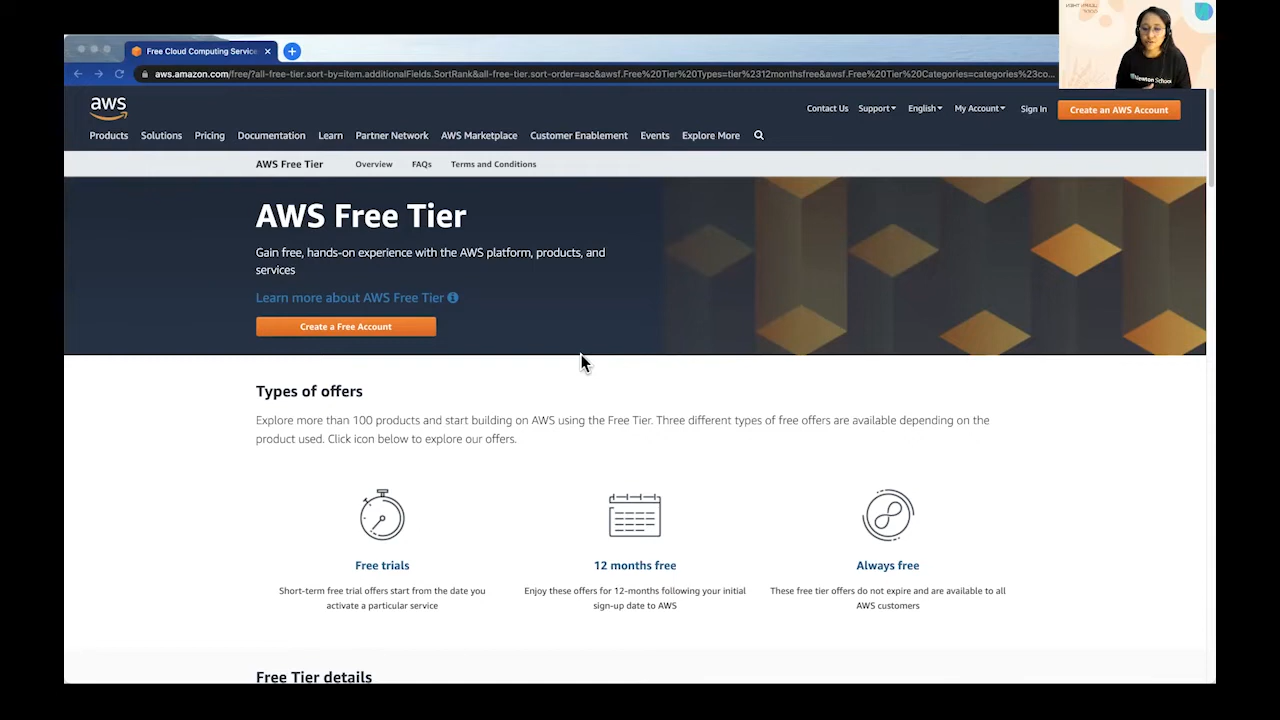 Free Cloud Computing Service
aws.amazon.com/free/?all-free-tier.sort-by=item.additionalFields.SortRank&all-free-tier.sort-order=asc&awsf.Free%20Tier%20Types=tier%2312monthsfree&awsf.Free%20Tier%20Categories=categories%23co...
aws
Contact Us Support English My Account Sign In Create an AWS Account
Products Solutions Pricing Documentation Learn Partner Network AWS Marketplace Customer Enablement Events Explore More
AWS Free Tier Overview FAQs Terms and Conditions
AWS Free Tier
Gain free, hands-on experience with the AWS platform, products, and
services
Learn more about AWS Free Tier
Create a Free Account
Types of offers
Explore more than 100 products and start building on AWS using the Free Tier. Three different types of free offers are available depending on the
product used. Click icon below to explore our offers.
Free trials
Short-term free trial offers start from the date you
activate a particular service
12 months free
Enjoy these offers for 12-months following your initial
sign-up date to AWS
Always free
These free tier offers do not expire and are available to all
AWS customers
Free Tier details
Newton School